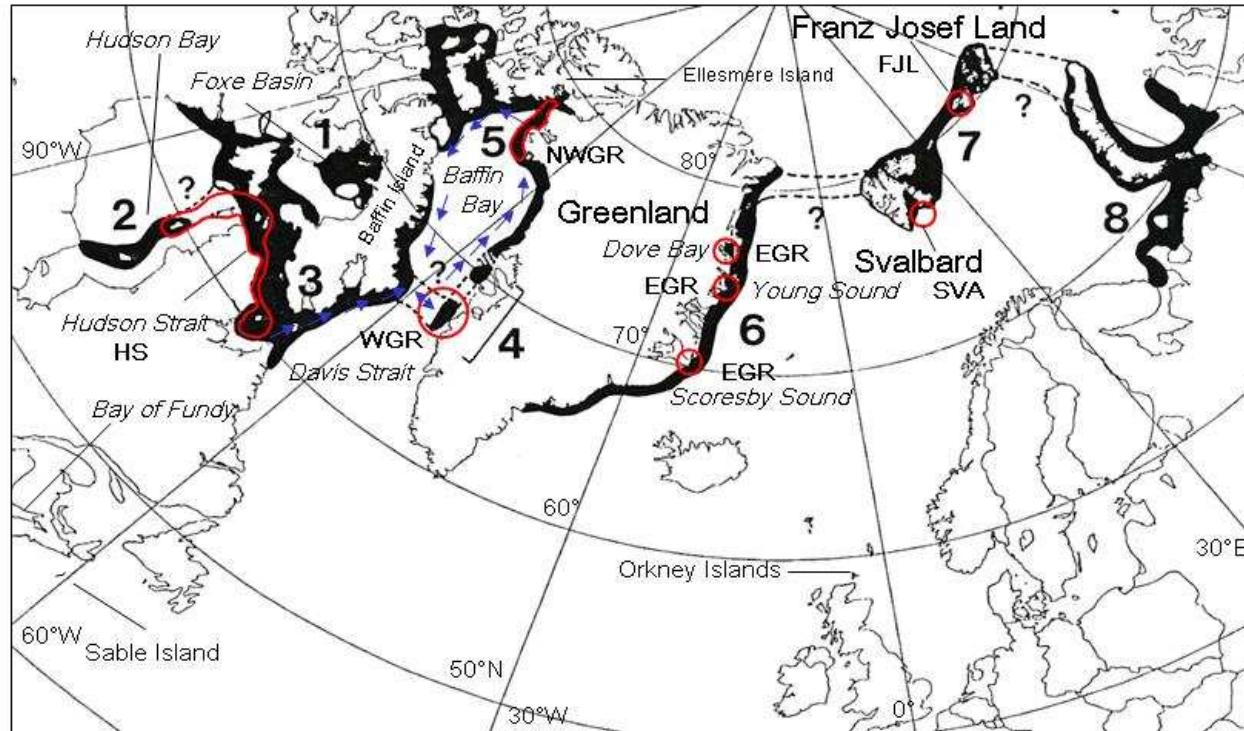 Hudson Bay
Foxe Basin
Franz Josef Land
FJL
Ellesmere Island
90°W
?
1
2
Baffin Island
5
Baffin
Bay
NWGR
80°
?
7
?
8
Greenland
Dove Bay
EGR
Svalbard
SVA
3
?
EGR
Young Sound
Hudson Strait
HS
WGR
4
70°
6
Davis Strait
EGR
Scoresby Sound
Bay of Fundy
60°
30°E
Orkney Islands
60°W
Sable Island
50°N
30°W
0°